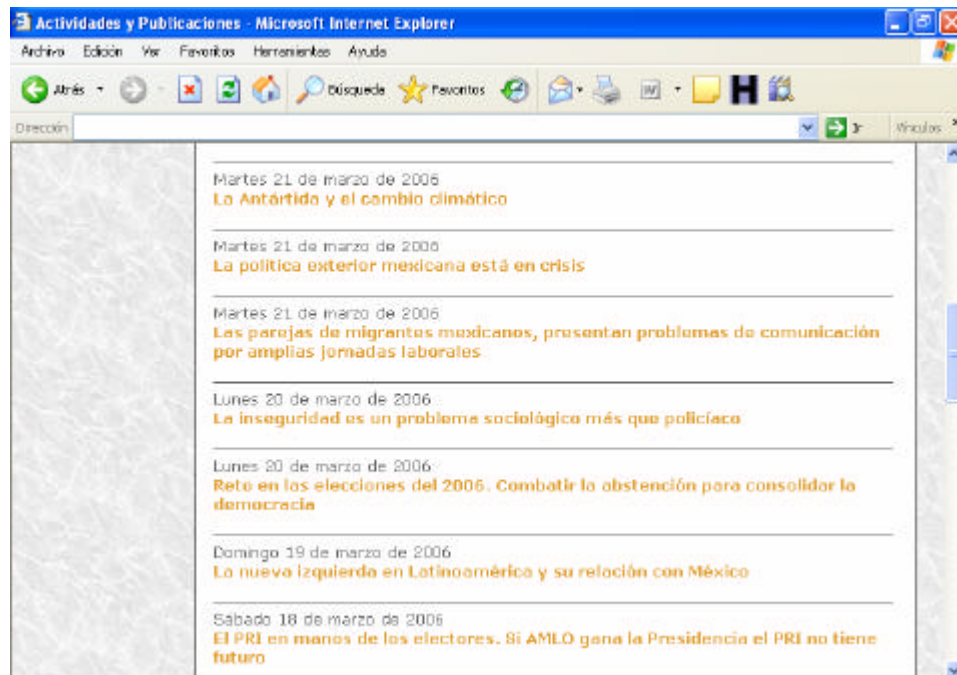 Actividades y Publicaciones - Microsoft Internet Explorer
Archivo Edición Ver Favoritos Herramientas Ayuda
Atrás Búsqueda Favoritos
Dirección Ir Vínculos
Martes 21 de marzo de 2006
La Antártida y el cambio climático
Martes 21 de marzo de 2006
La política exterior mexicana está en crisis
Martes 21 de marzo de 2006
Las parejas de migrantes mexicanos, presentan problemas de comunicación
por amplias jornadas laborales
Lunes 20 de marzo de 2006
La inseguridad es un problema sociológico más que policíaco
Lunes 20 de marzo de 2006
Reto en las elecciones del 2006. Combatir la abstención para consolidar la
democracia
Domingo 19 de marzo de 2006
La nueva izquierda en Latinoamérica y su relación con México
Sábado 18 de marzo de 2006
El PRI en manos de los electores. Si AMLO gana la Presidencia el PRI no tiene
futuro